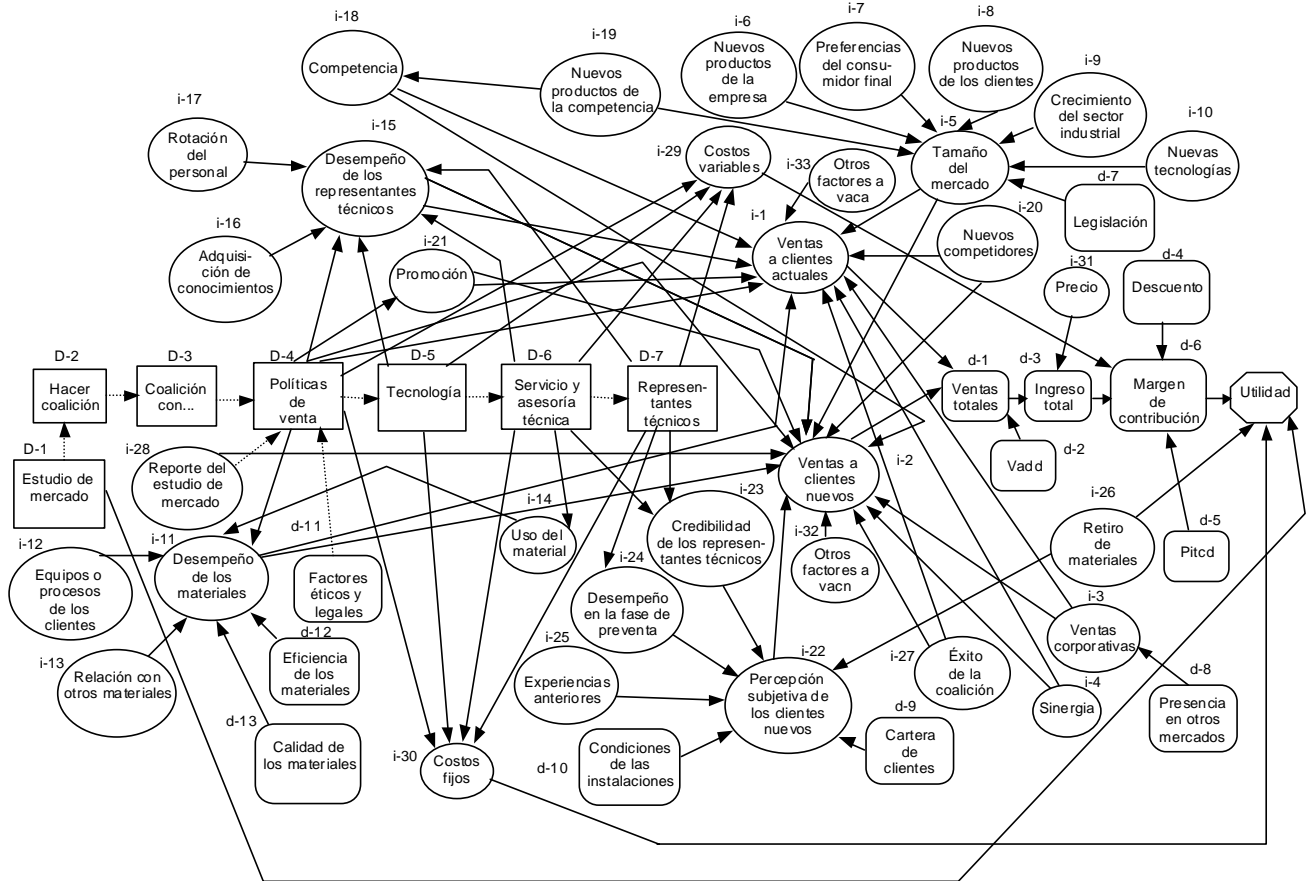 i-18
Competencia
i-19
Nuevos
productos de
la competencia
i-6
Nuevos
productos
de la
empresa
i-7
Preferencias
del consu-
midor final
i-8
Nuevos
productos
de los clientes
i-9
Crecimiento
del sector
industrial
i-10
Nuevas
tecnologías
i-17
Rotación
del
personal
i-15
Desempeño
de los
representantes
técnicos
i-29
Costos
variables
i-33
Otros
factores a
vaca
i-5
Tamaño
del
mercado
d-7
Legislación
i-16
Adquisi-
ción de
conocimientos
i-21
Promoción
i-1
Ventas
a clientes
actuales
i-20
Nuevos
competidores
i-31
Precio
d-4
Descuento
D-2
Hacer
coalición
D-3
Coalición
con...
D-4
Políticas
de
venta
D-5
Tecnología
D-6
Servicio y
asesoría
técnica
D-7
Represen-
tantes
técnicos
d-1
Ventas
totales
d-3
Ingreso
total
d-6
Margen
de
contribución
Utilidad
D-1
Estudio de
mercado
i-28
Reporte del
estudio de
mercado
i-2
Ventas a
clientes
nuevos
d-2
Vadd
i-14
Uso del
material
i-23
Credibilidad
de los represen-
tantes técnicos
i-32
Otros
factores a
vacn
i-26
Retiro
de
materiales
d-5
Pitcd
i-12
Equipos o
procesos
de los
clientes
i-11
Desempeño
de los
materiales
d-11
Factores
éticos y
legales
i-24
Desempeño
en la fase de
preventa
i-3
Ventas
corporativas
i-13
Relación con
otros materiales
d-12
Eficiencia
de los
materiales
i-25
Experiencias
anteriores
i-22
Percepción
subjetiva de
los clientes
nuevos
i-27
Éxito
de la
coalición
i-4
Sinergia
d-8
Presencia
en otros
mercados
d-13
Calidad de
los materiales
i-30
Costos
fijos
d-10
Condiciones
de las
instalaciones
d-9
Cartera
de
clientes